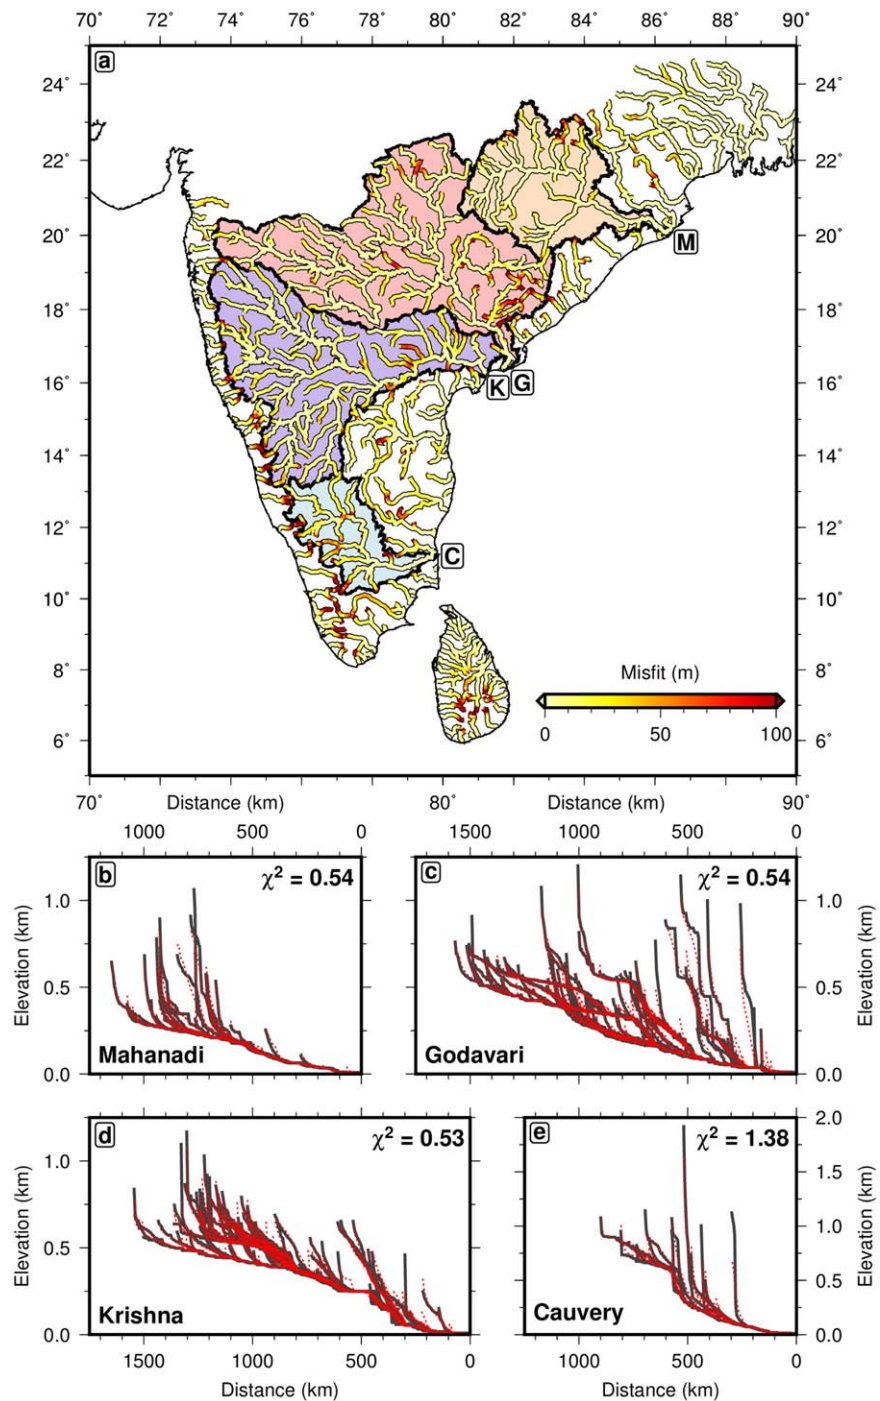 70° 72° 74° 76° 78° 80° 82° 84° 86° 88° 90°
a
24° 24°
22° 22°
20° 20°
M
18° 18°
16° 16°
K G
14° 14°
12° 12°
C
10° 10°
8° 8°
6° 6°
Misfit (m)
0 50 100
70° 80° 90°
Distance (km) Distance (km)
1000 500 0 1500 1000 500 0
b χ² = 0.54 c χ² = 0.54
Elevation (km) 1.0 0.5 0.0
Mahanadi Godavari
1.0 0.5 0.0 Elevation (km)
d χ² = 0.53 e χ² = 1.38
Elevation (km) 1.0 0.5 0.0
Krishna Cauvery
2.0 1.5 1.0 0.5 0.0 Elevation (km)
1500 1000 500 0 1000 500 0
Distance (km) Distance (km)